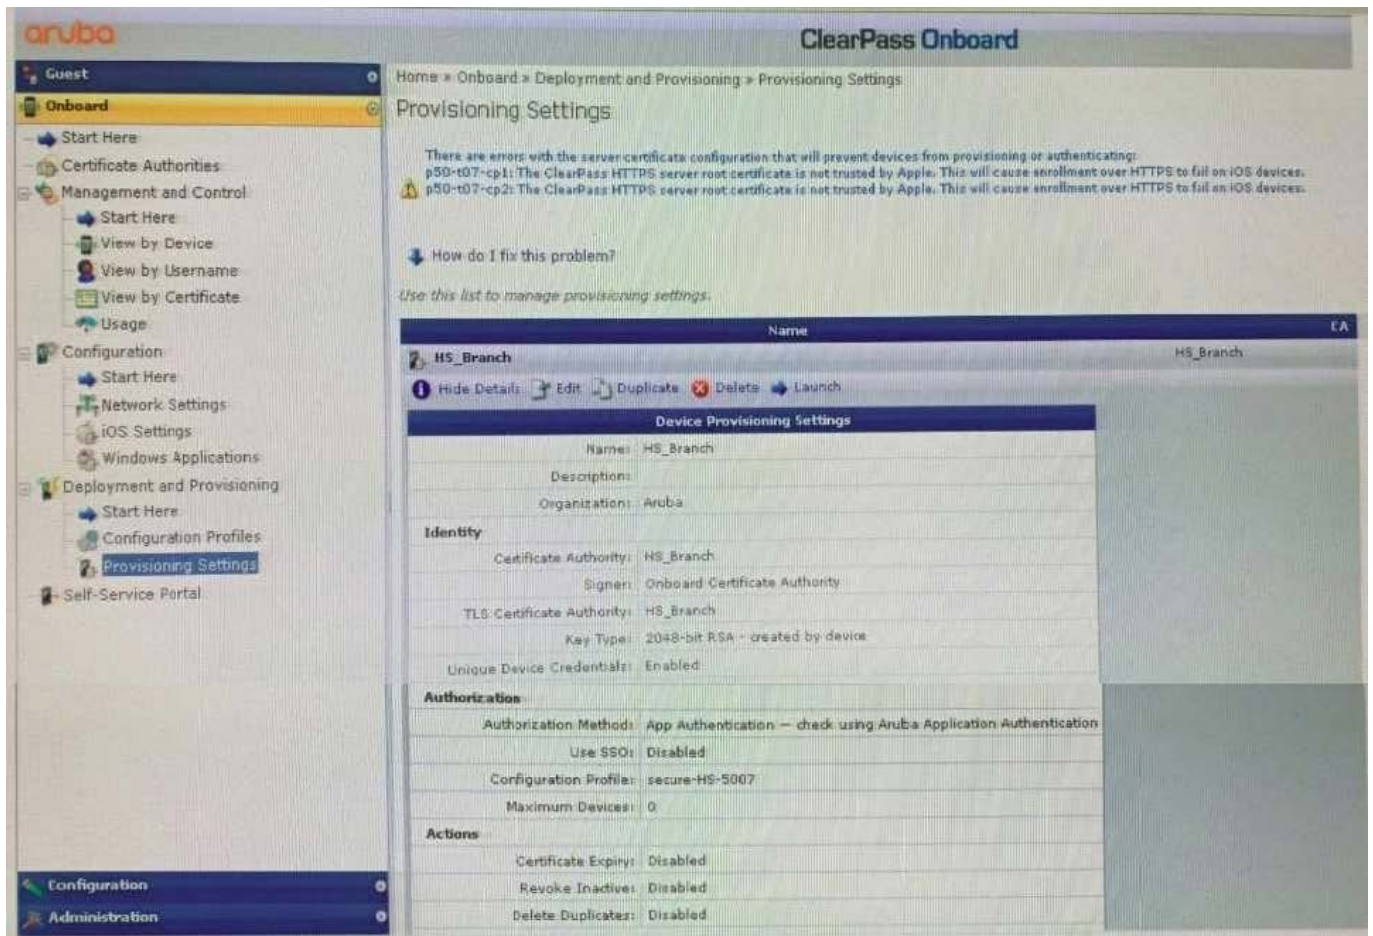 aruba
ClearPass Onboard
Guest
Home » Onboard » Deployment and Provisioning » Provisioning Settings
Onboard
Provisioning Settings
Start Here
Certificate Authorities
Management and Control
Start Here
View by Device
View by Username
View by Certificate
Usage
Configuration
Start Here
Network Settings
iOS Settings
Windows Applications
Deployment and Provisioning
Start Here
Configuration Profiles
Provisioning Settings
Self-Service Portal
Configuration
Administration
There are errors with the server certificate configuration that will prevent devices from provisioning or authenticating:
p50-t07-cp1: The ClearPass HTTPS server root certificate is not trusted by Apple. This will cause enrollment over HTTPS to fail on iOS devices.
p50-t07-cp2: The ClearPass HTTPS server root certificate is not trusted by Apple. This will cause enrollment over HTTPS to fail on iOS devices.
How do I fix this problem?
Use this list to manage provisioning settings.
Name CA
HS_Branch HS_Branch
Hide Details Edit Duplicate Delete Launch
Device Provisioning Settings
Name: HS_Branch
Description:
Organization: Aruba
Identity
Certificate Authority: HS_Branch
Signer: Onboard Certificate Authority
TLS Certificate Authority: HS_Branch
Key Type: 2048-bit RSA - created by device
Unique Device Credentials: Enabled
Authorization
Authorization Method: App Authentication — check using Aruba Application Authentication
Use SSO: Disabled
Configuration Profile: secure-HS-5007
Maximum Devices: 0
Actions
Certificate Expiry: Disabled
Revoke Inactive: Disabled
Delete Duplicates: Disabled